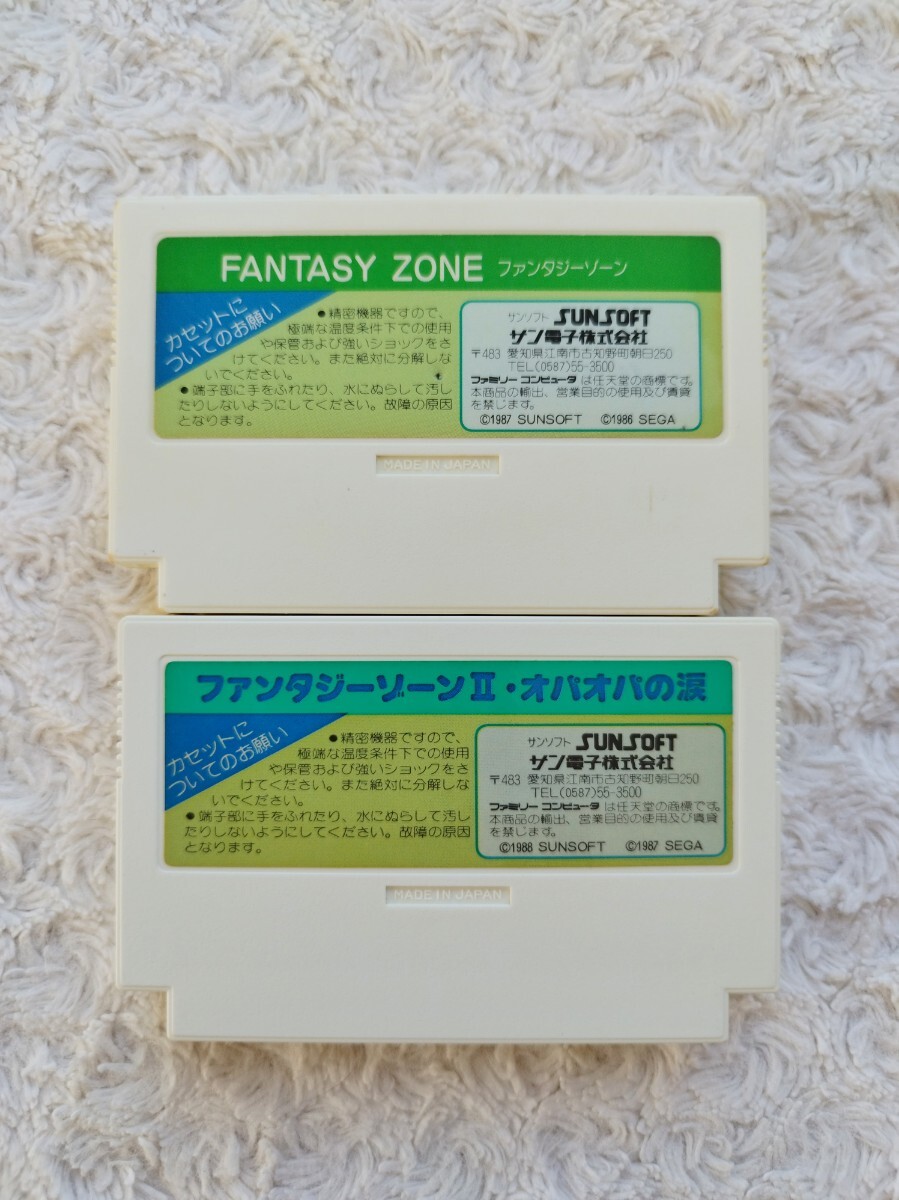 FANTASY ZONE ファンタジーゾーン
カセットに
ついてのお願い
●精密機器ですので、
極端な温度条件下での使用
や保管および強いショックをさ
けてください。また絶対に分解しな
いでください。
●端子部に手をふれたり、水にぬらして汚し
たりしないようにしてください。故障の原因
となります。
サンソフト SUNSOFT
サン電子株式会社
〒483 愛知県江南市古知野町朝日250
TEL(0587)55-3500
ファミリーコンピュータ は任天堂の商標です。
本商品の輸出、営業目的の使用及び賃貸
を禁じます。
©1987 SUNSOFT ©1986 SEGA
MADE IN JAPAN
ファンタジーゾーンII・オパオパの涙
カセットに
ついてのお願い
●精密機器ですので、
極端な温度条件下での使用
や保管および強いショックをさ
けてください。また絶対に分解しな
いでください。
●端子部に手をふれたり、水にぬらして汚し
たりしないようにしてください。故障の原因
となります。
サンソフト SUNSOFT
サン電子株式会社
〒483 愛知県江南市古知野町朝日250
TEL(0587)55-3500
ファミリーコンピュータ は任天堂の商標です。
本商品の輸出、営業目的の使用及び賃貸
を禁じます。
©1988 SUNSOFT ©1987 SEGA
MADE IN JAPAN